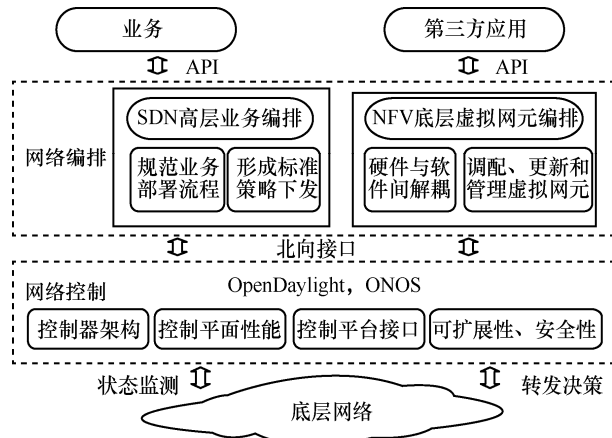 业务
第三方应用
API
API
SDN高层业务编排
NFV底层虚拟网元编排
网络编排
规范业务
部署流程
形成标准
策略下发
硬件与软
件间解耦
调配、更新和
管理虚拟网元
北向接口
网络控制
OpenDaylight，ONOS
控制器架构
控制平面性能
控制平台接口
可扩展性、安全性
状态监测
转发决策
底层网络